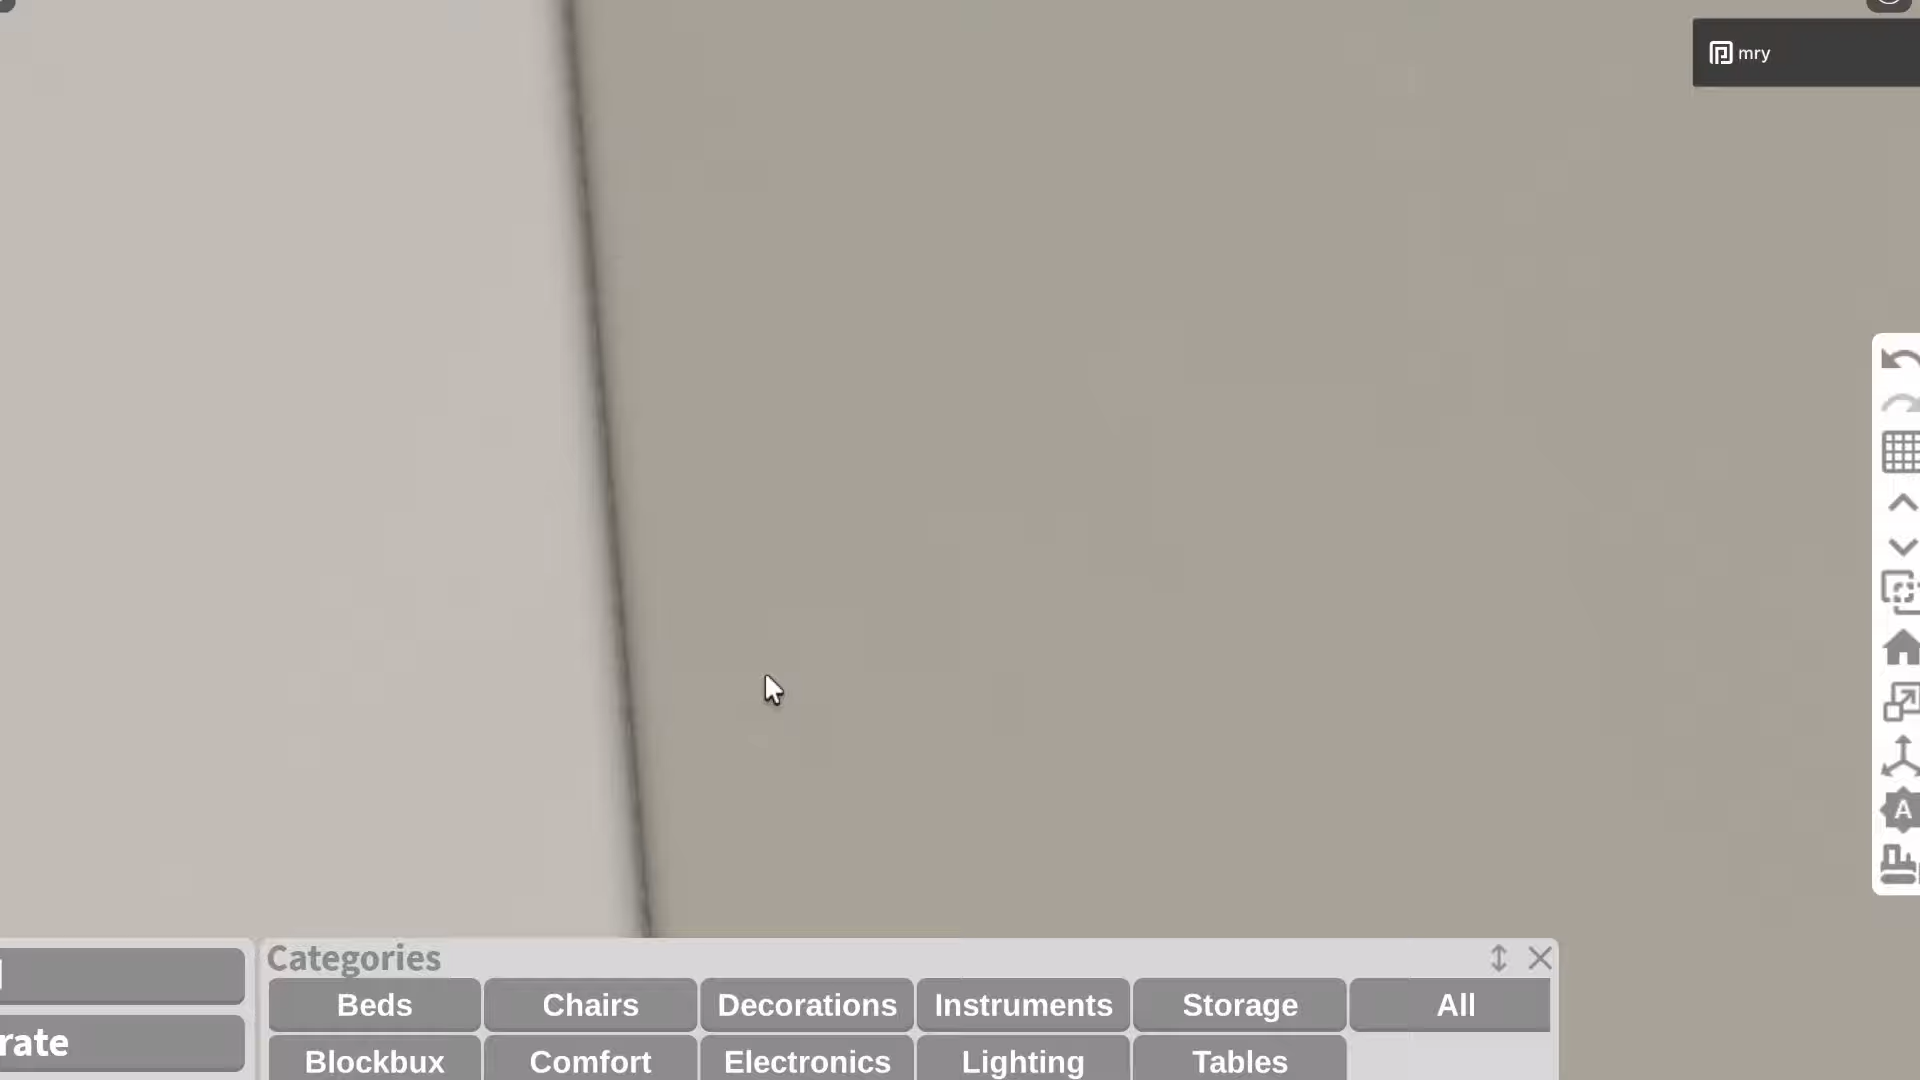 mry
Categories
Beds Chairs Decorations Instruments Storage All
rate Blockbux Comfort Electronics Lighting Tables
A